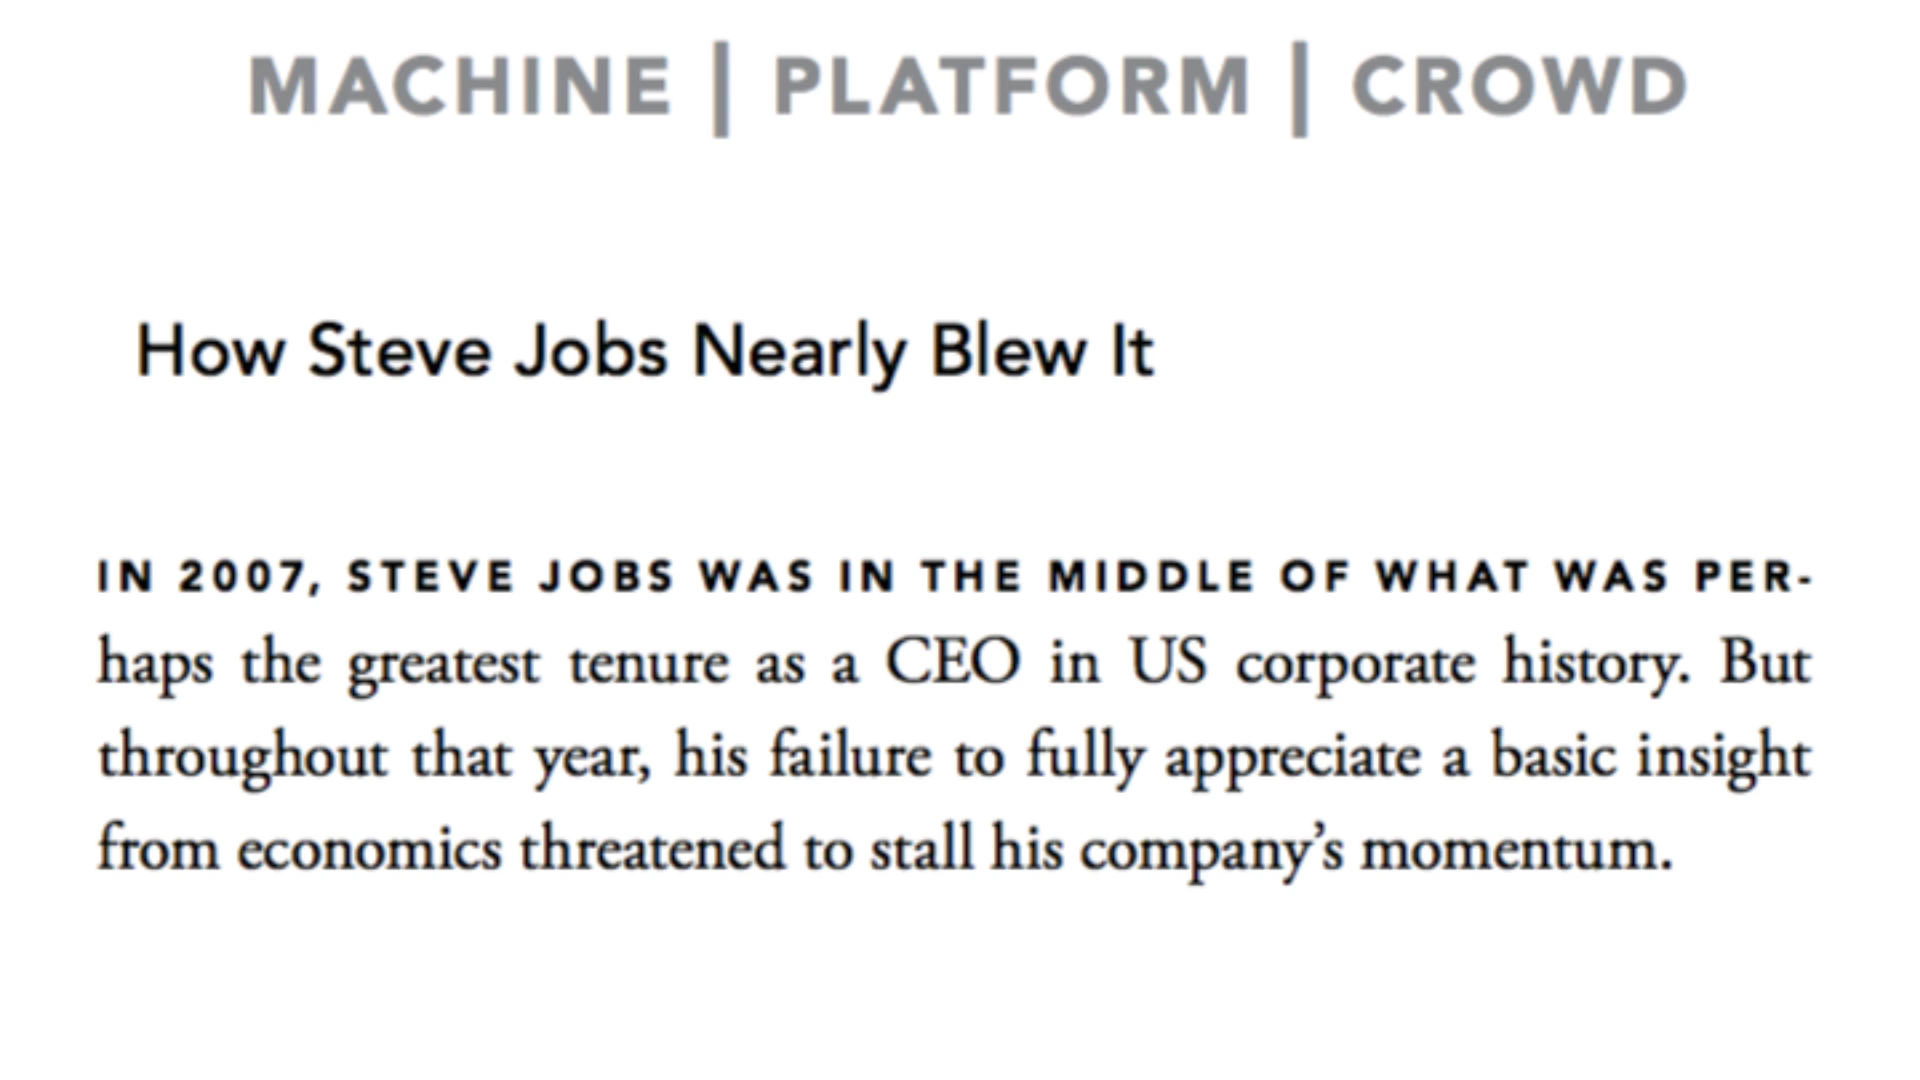 MACHINE | PLATFORM | CROWD
How Steve Jobs Nearly Blew It
IN 2007, STEVE JOBS WAS IN THE MIDDLE OF WHAT WAS PER-
haps the greatest tenure as a CEO in US corporate history. But
throughout that year, his failure to fully appreciate a basic insight
from economics threatened to stall his company’s momentum.